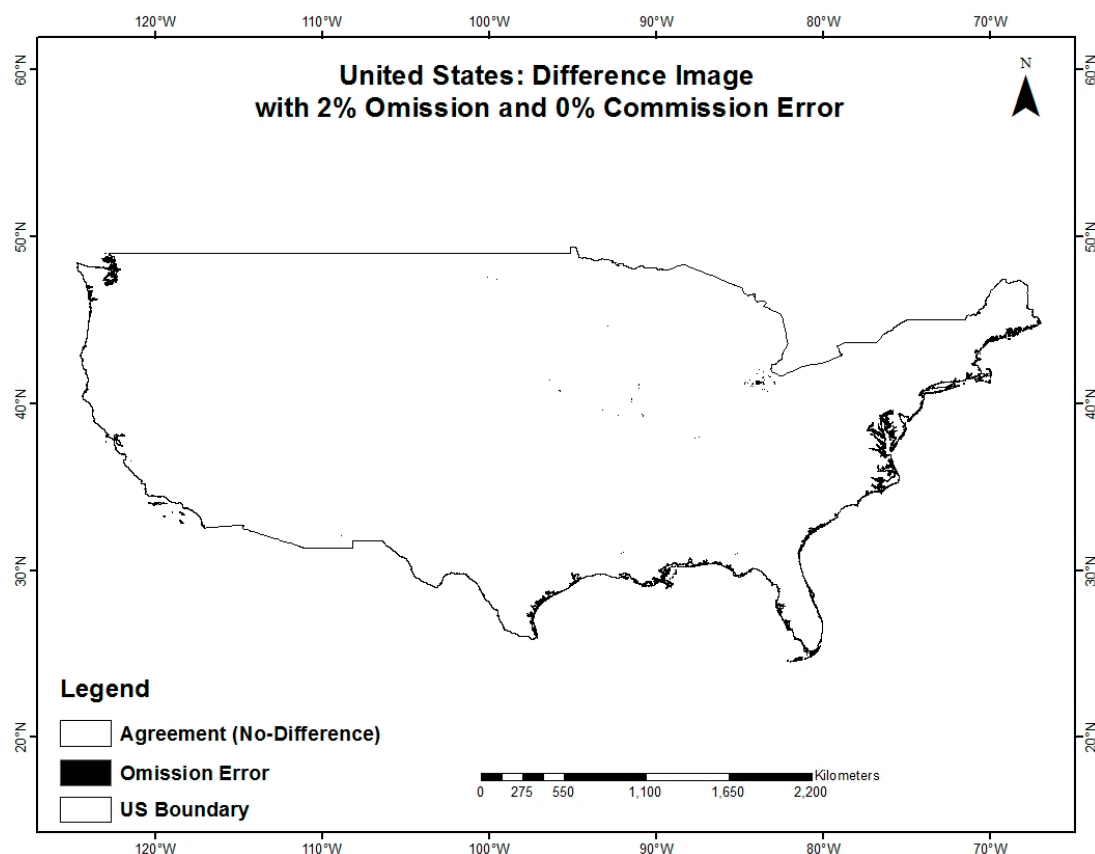 120°W 110°W 100°W 90°W 80°W 70°W
United States: Difference Image
with 2% Omission and 0% Commission Error
N
60°N 60°N
50°N 50°N
40°N 40°N
30°N 30°N
20°N 20°N
Legend
Agreement (No-Difference)
Omission Error
US Boundary
Kilometers
0 275 550 1,100 1,650 2,200
120°W 110°W 100°W 90°W 80°W 70°W